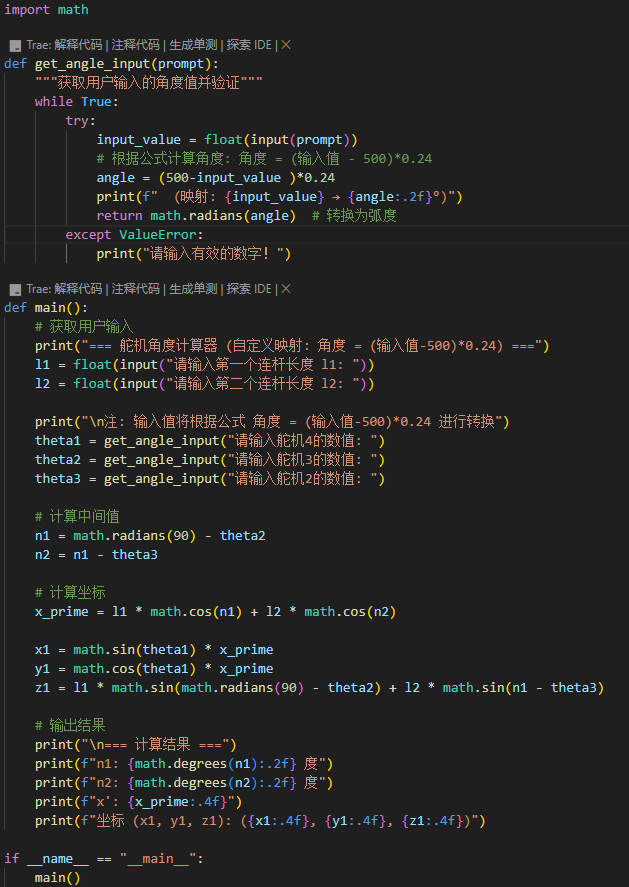 import math
Trae: 解释代码 | 注释代码 | 生成单测 | 探索 IDE | ×
def get_angle_input(prompt):
    """获取用户输入的角度值并验证"""
    while True:
        try:
            input_value = float(input(prompt))
            # 根据公式计算角度: 角度 = (输入值 - 500)*0.24
            angle = (500-input_value )*0.24
            print(f"  (映射: {input_value} → {angle:.2f}°)")
            return math.radians(angle)  # 转换为弧度
        except ValueError:
            print("请输入有效的数字! ")
Trae: 解释代码 | 注释代码 | 生成单测 | 探索 IDE | ×
def main():
    # 获取用户输入
    print("=== 舵机角度计算器 (自定义映射: 角度 = (输入值-500)*0.24) ===")
    l1 = float(input("请输入第一个连杆长度 l1: "))
    l2 = float(input("请输入第二个连杆长度 l2: "))
    print("\n注: 输入值将根据公式 角度 = (输入值-500)*0.24 进行转换")
    theta1 = get_angle_input("请输入舵机4的数值: ")
    theta2 = get_angle_input("请输入舵机3的数值: ")
    theta3 = get_angle_input("请输入舵机2的数值: ")
    # 计算中间值
    n1 = math.radians(90) - theta2
    n2 = n1 - theta3
    # 计算坐标
    x_prime = l1 * math.cos(n1) + l2 * math.cos(n2)
    x1 = math.sin(theta1) * x_prime
    y1 = math.cos(theta1) * x_prime
    z1 = l1 * math.sin(math.radians(90) - theta2) + l2 * math.sin(n1 - theta3)
    # 输出结果
    print("\n=== 计算结果 ===")
    print(f"n1: {math.degrees(n1):.2f} 度")
    print(f"n2: {math.degrees(n2):.2f} 度")
    print(f"x': {x_prime:.4f}")
    print(f"坐标 (x1, y1, z1): ({x1:.4f}, {y1:.4f}, {z1:.4f})")
if __name__ == "__main__":
    main()